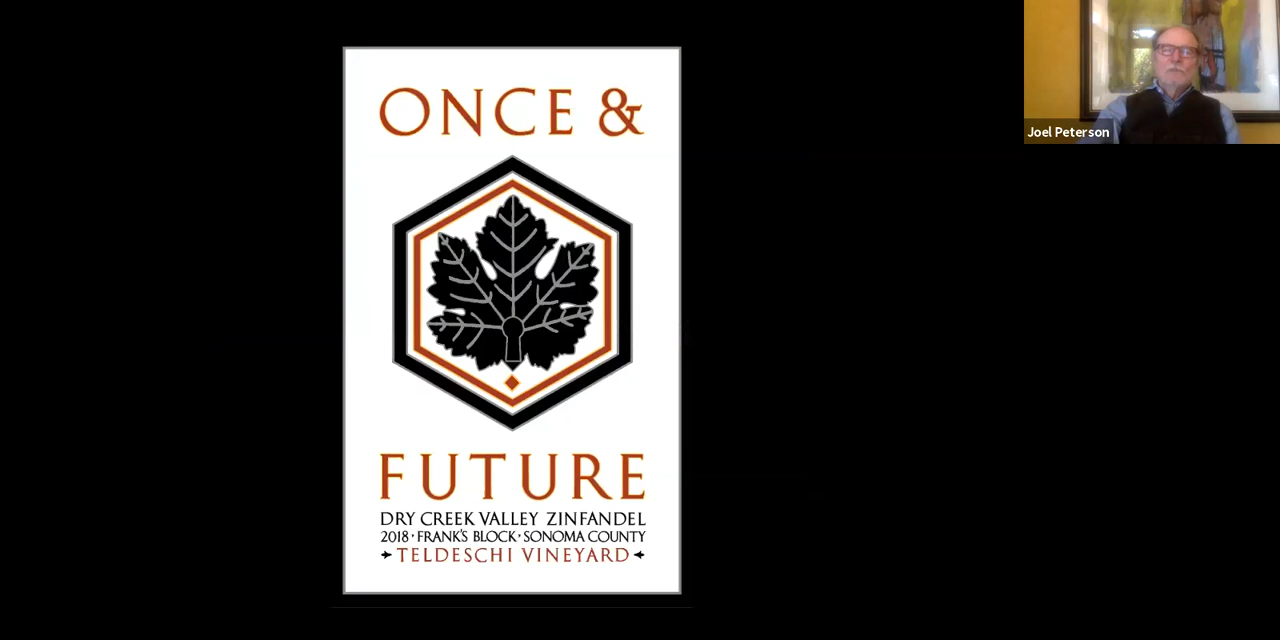 ONCE &
FUTURE
DRY CREEK VALLEY ZINFANDEL
2018 · FRANK'S BLOCK · SONOMA COUNTY
TELDESCHI VINEYARD
Joel Peterson